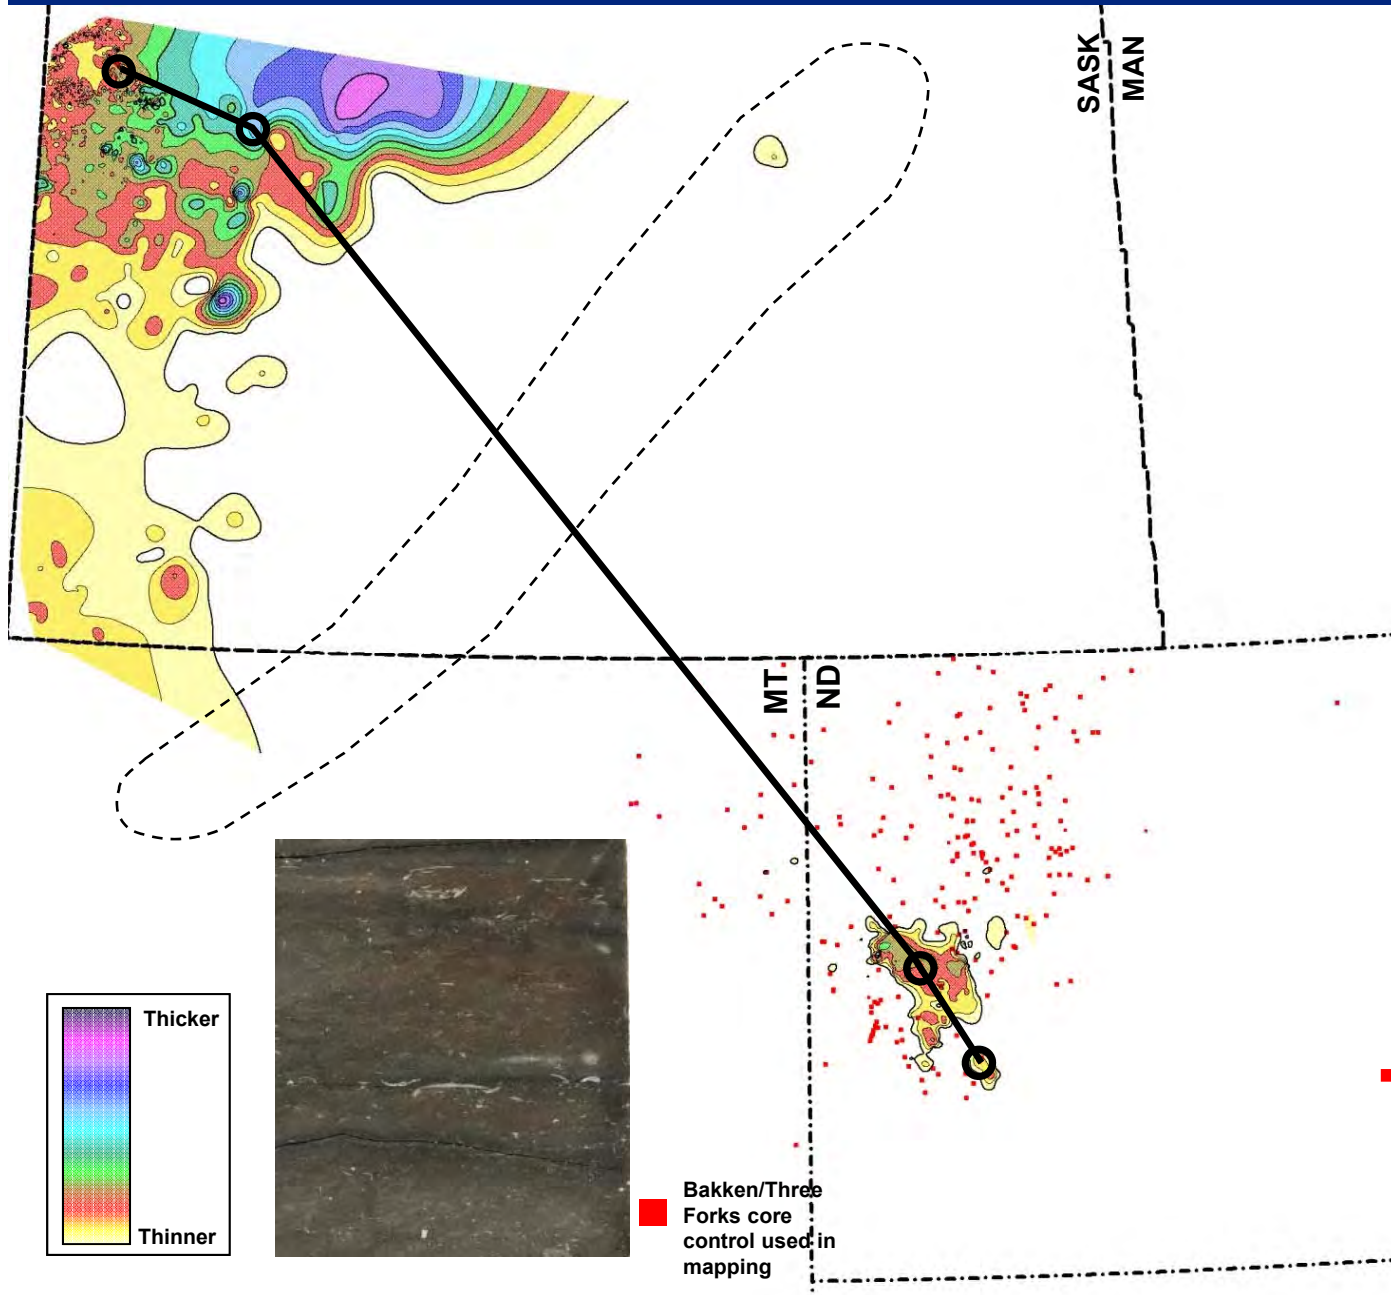 SASK
MAN
MT
ND
Thicker
Thinner
Bakken/Three
Forks core
control used in
mapping